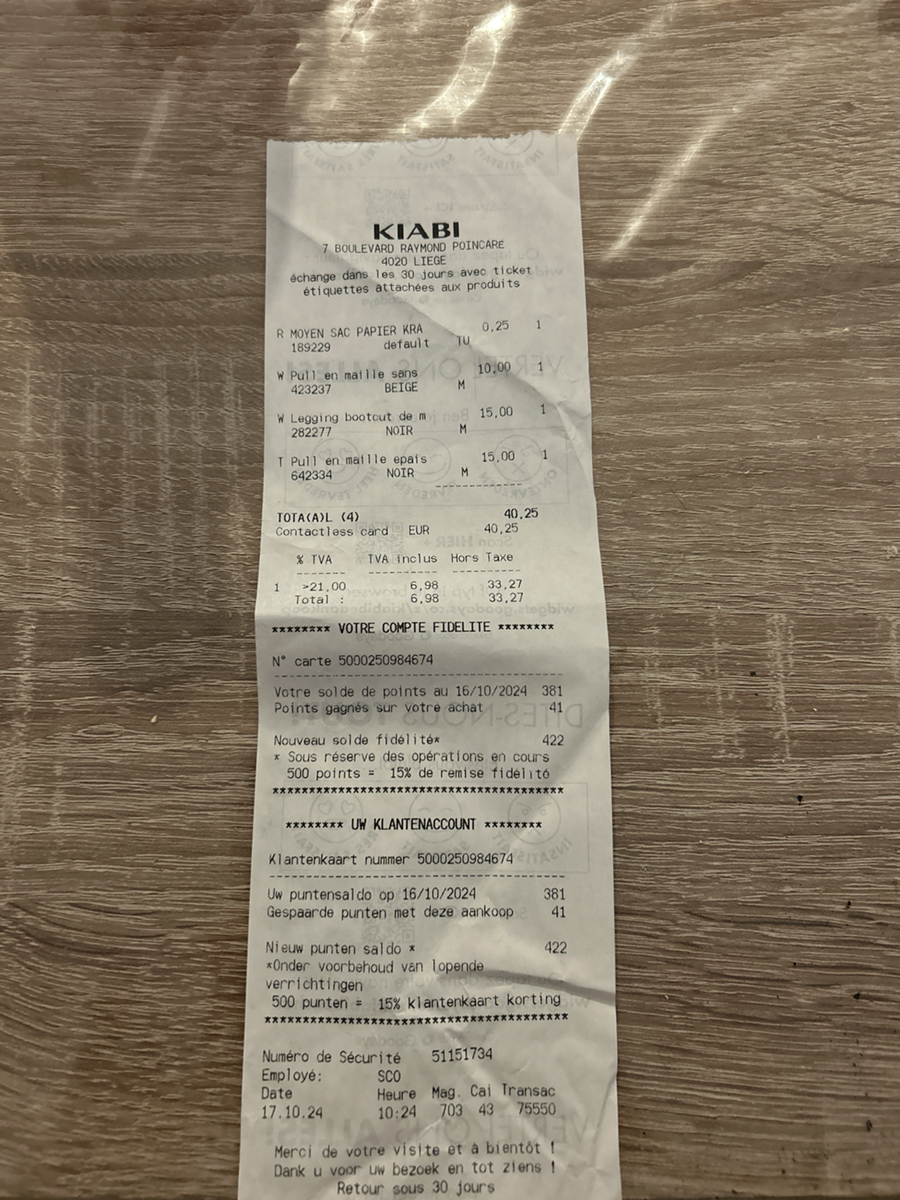 KIABI
7 BOULEVARD RAYMOND POINCARE
4020 LIEGE
échange dans les 30 jours avec ticket
étiquettes attachées aux produits
R MOYEN SAC PAPIER KRA 0,25 1
189229 default TU
W Pull en maille sans 10,00 1
423237 BEIGE M
W Legging bootcut de m 15,00 1
282277 NOIR M
T Pull en maille epais 15,00 1
642334 NOIR M
------------
TOTA(A)L (4) 40,25
Contactless card EUR 40,25
% TVA TVA inclus Hors Taxe
------- ---------- ----------
1 >21,00 6,98 33,27
Total : 6,98 33,27
******** VOTRE COMPTE FIDELITE ********
N° carte 5000250984674
----------------------------------------
Votre solde de points au 16/10/2024 381
Points gagnés sur votre achat 41
Nouveau solde fidélité* 422
* Sous réserve des opérations en cours
500 points = 15% de remise fidélité
****************************************
******** UW KLANTENACCOUNT ********
Klantenkaart nummer 5000250984674
----------------------------------------
Uw puntensaldo op 16/10/2024 381
Gespaarde punten met deze aankoop 41
Nieuw punten saldo * 422
*Onder voorbehoud van lopende
verrichtingen
500 punten = 15% klantenkaart korting
****************************************
Numéro de Sécurité 51151734
Employé: SCO
Date Heure Mag. Cai Transac
17.10.24 10:24 703 43 75550
Merci de votre visite et à bientôt !
Dank u voor uw bezoek en tot ziens !
Retour sous 30 jours